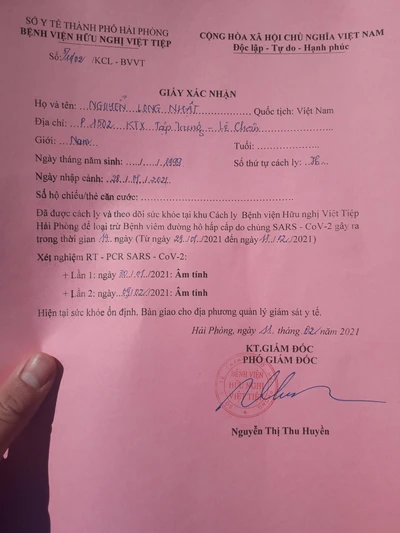 SỞ Y TẾ THÀNH PHỐ HẢI PHÒNG
BỆNH VIỆN HỮU NGHỊ VIỆT TIỆP
CỘNG HÒA XÃ HỘI CHỦ NGHĨA VIỆT NAM
Độc lập - Tự do - Hạnh phúc
Số: /KCL - BVVT
GIẤY XÁC NHẬN
Họ và tên: NGUYỄN LONG NHẤT Quốc tịch: Việt Nam
Địa chỉ: P 1502 KTX Tập trung - Lê Chân
Giới: Nam Tuổi:
Ngày tháng năm sinh: / /1993 Số thứ tự cách ly: 76
Ngày nhập cảnh: 28/01/2021
Số hộ chiếu/thẻ căn cước:
Đã được cách ly và theo dõi sức khỏe tại khu Cách ly Bệnh viện Hữu nghị Việt Tiệp
Hải Phòng để loại trừ Bệnh viêm đường hô hấp cấp do chủng SARS - CoV-2 gây ra
trong thời gian ngày (Từ ngày 29/01/2021 đến ngày 11/02/2021)
Xét nghiệm RT - PCR SARS - CoV-2:
+ Lần 1: ngày /01/2021: Âm tính
+ Lần 2: ngày 09/02/2021: Âm tính
Hiện tại sức khỏe ổn định. Bàn giao cho địa phương quản lý giám sát y tế.
Hải Phòng, ngày 11 tháng 02 năm 2021
KT.GIÁM ĐỐC
PHÓ GIÁM ĐỐC
BỆNH VIỆN
HỮU NGHỊ
VIỆT TIỆP
Nguyễn Thị Thu Huyền